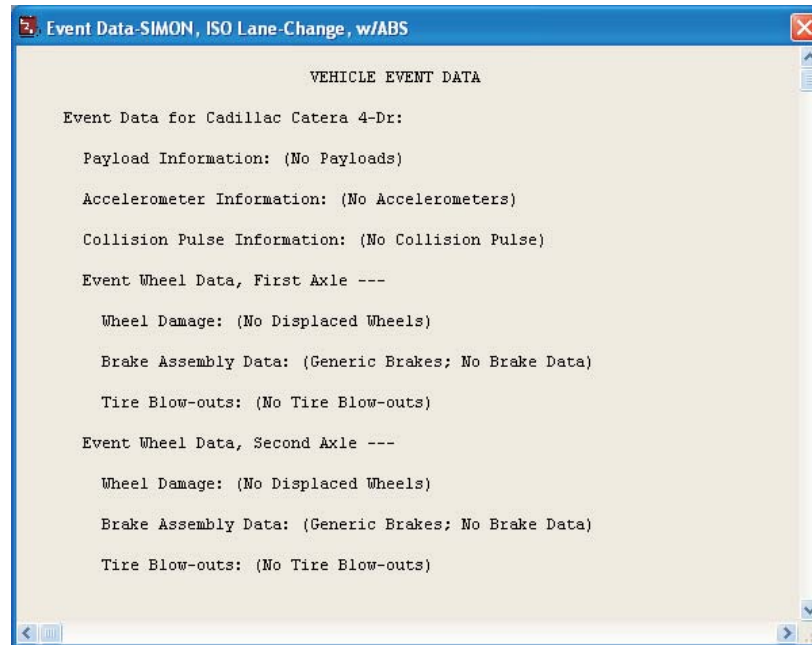 Event Data-SIMON, ISO Lane-Change, w/ABS
VEHICLE EVENT DATA
Event Data for Cadillac Catera 4-Dr:
Payload Information: (No Payloads)
Accelerometer Information: (No Accelerometers)
Collision Pulse Information: (No Collision Pulse)
Event Wheel Data, First Axle ---
Wheel Damage: (No Displaced Wheels)
Brake Assembly Data: (Generic Brakes; No Brake Data)
Tire Blow-outs: (No Tire Blow-outs)
Event Wheel Data, Second Axle ---
Wheel Damage: (No Displaced Wheels)
Brake Assembly Data: (Generic Brakes; No Brake Data)
Tire Blow-outs: (No Tire Blow-outs)